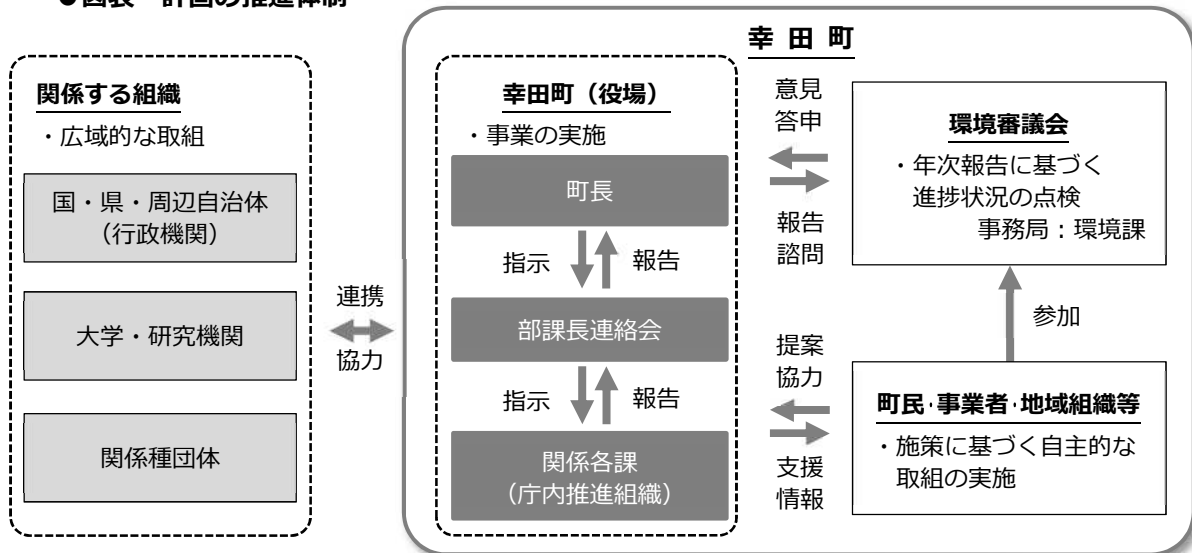 ●図表 計画の推進体制
幸田町
関係する組織
・広域的な取組
国・県・周辺自治体
（行政機関）
大学・研究機関
関係種団体
連携
協力
幸田町（役場）
・事業の実施
町長
指示
報告
部課長連絡会
指示
報告
関係各課
（庁内推進組織）
意見
答申
報告
諮問
提案
協力
支援
情報
環境審議会
・年次報告に基づく
進捗状況の点検
事務局：環境課
参加
町民・事業者・地域組織等
・施策に基づく自主的な
取組の実施